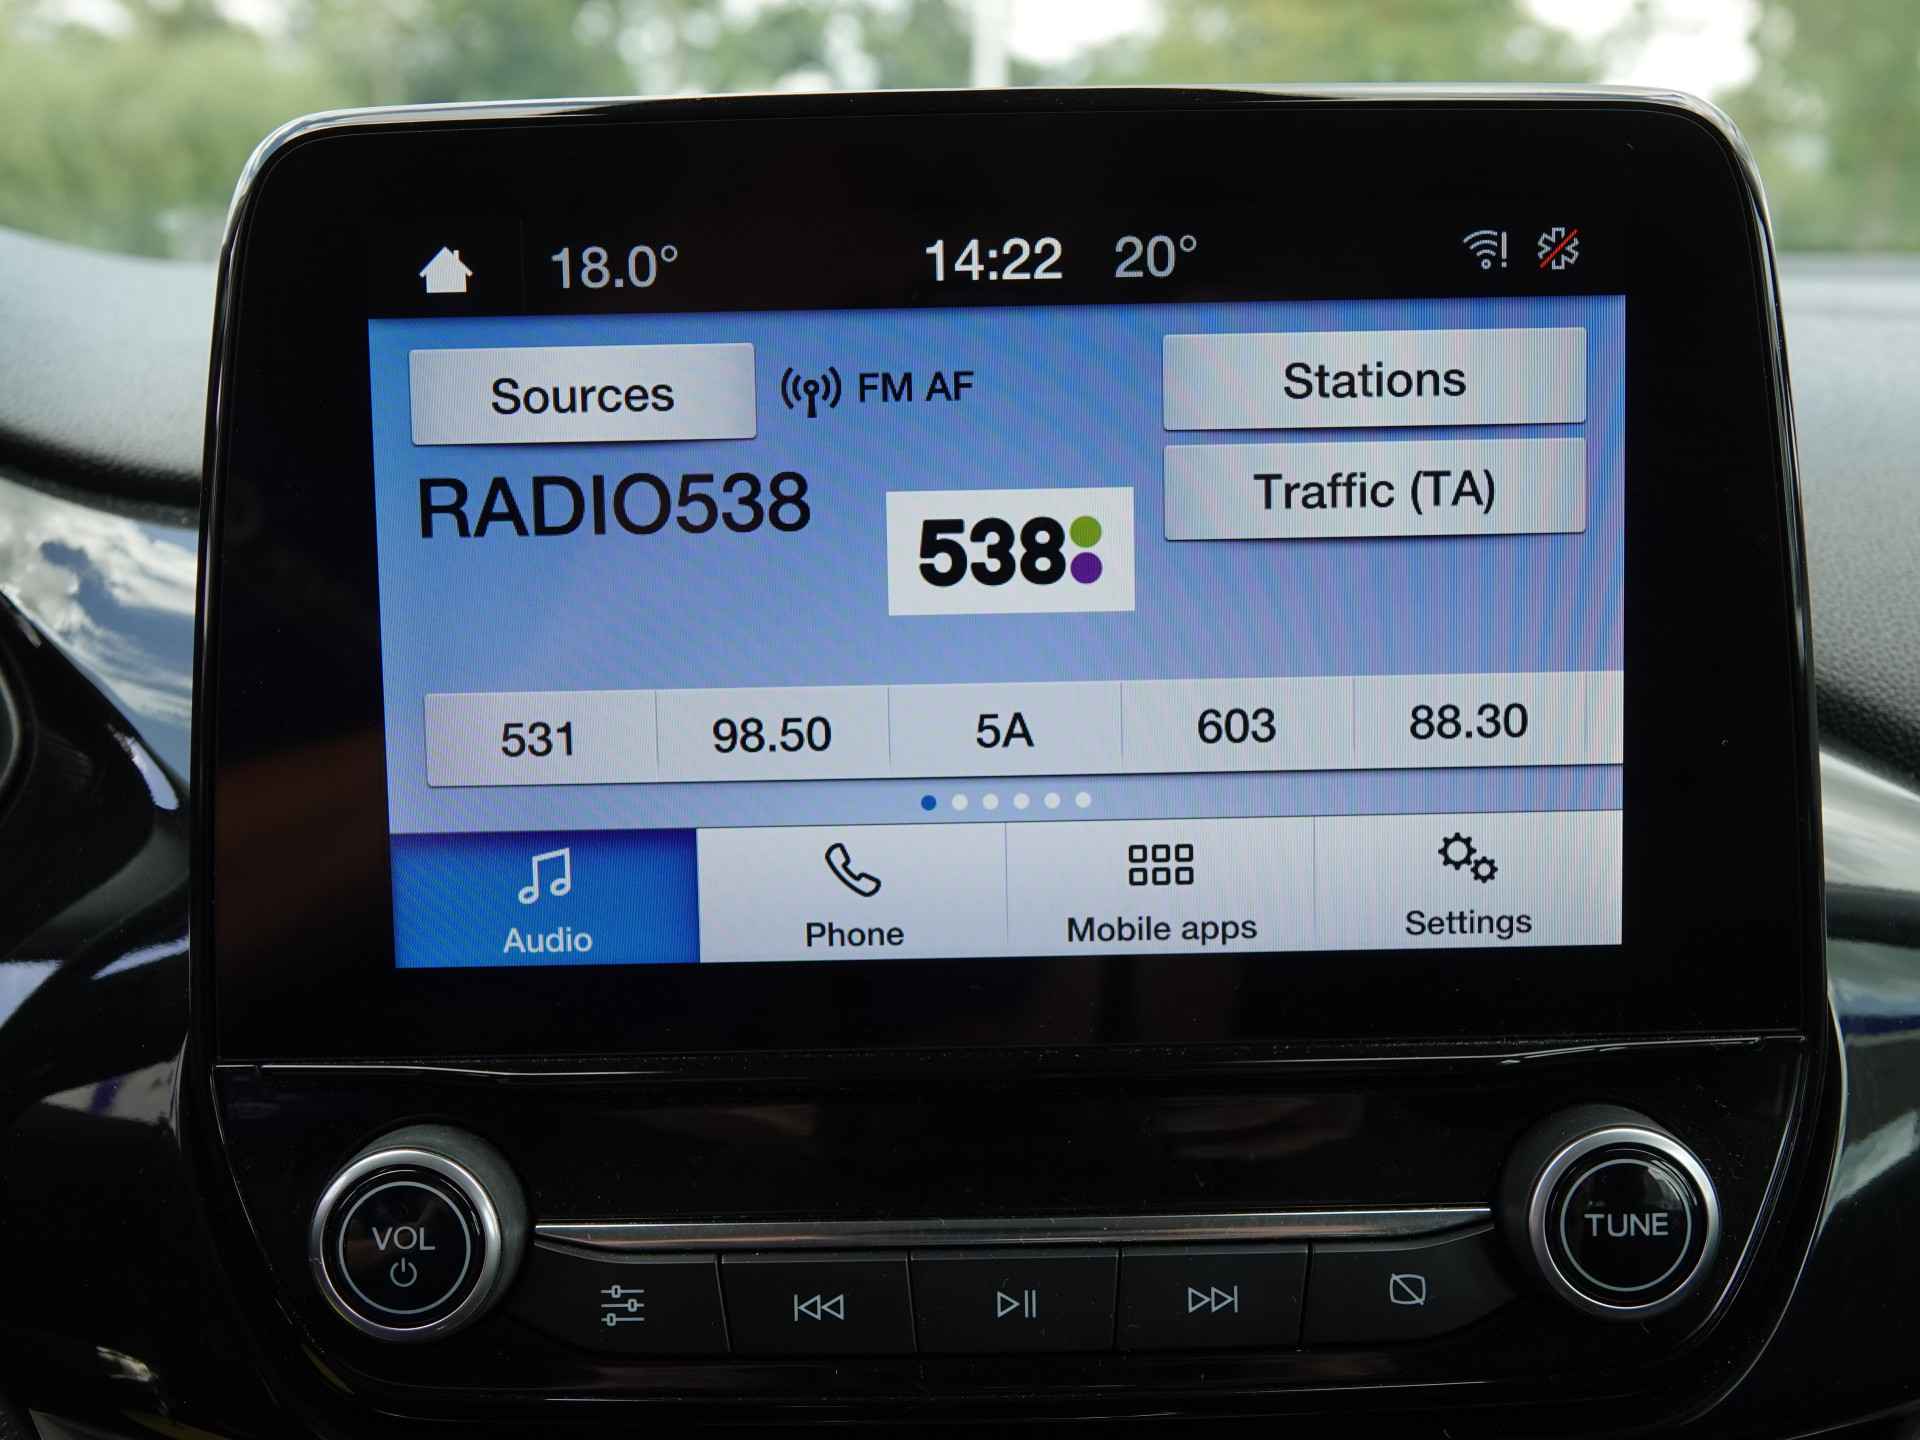 18.0° 14:22 20°
Sources FM AF Stations
RADIO538 538 Traffic (TA)
531 98.50 5A 603 88.30
Audio Phone Mobile apps Settings
VOL TUNE